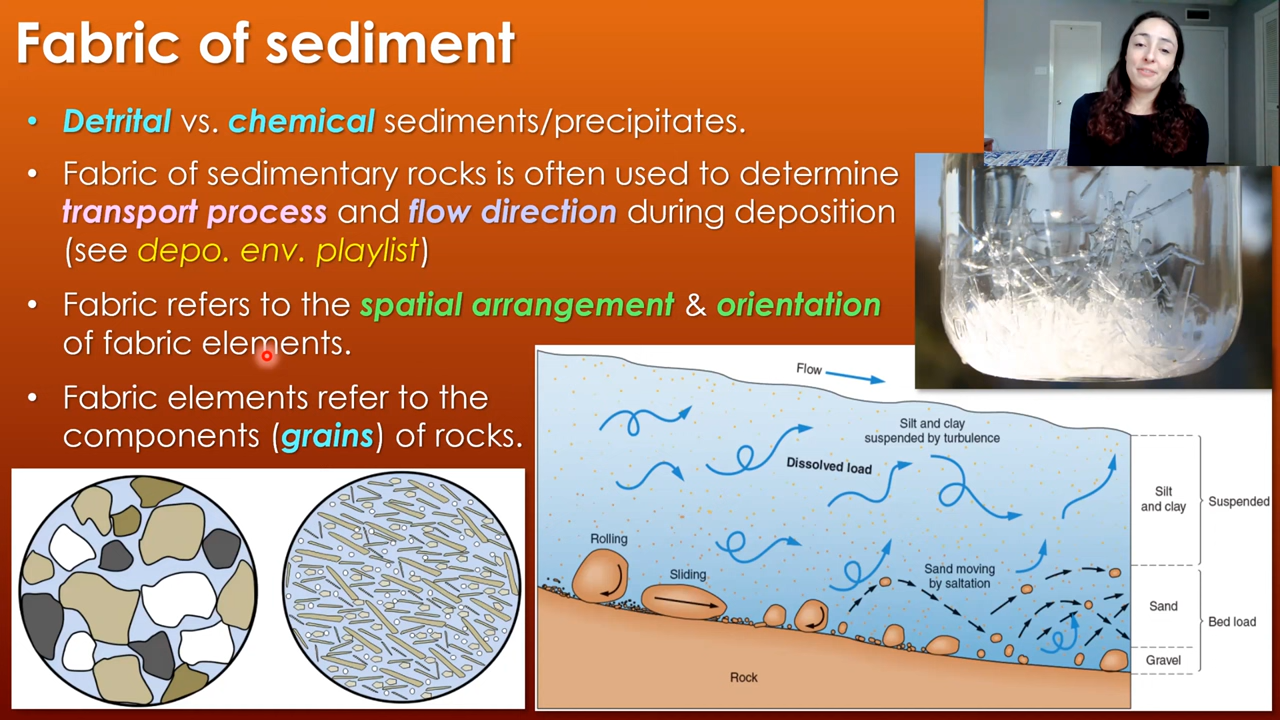 Fabric of sediment
• Detrital vs. chemical sediments/precipitates.
• Fabric of sedimentary rocks is often used to determine
transport process and flow direction during deposition
(see depo. env. playlist)
• Fabric refers to the spatial arrangement & orientation
of fabric elements.
• Fabric elements refer to the
components (grains) of rocks.
Flow
Silt and clay
suspended by turbulence
Dissolved load
Silt
and clay
Suspended
Rolling
Sliding
Sand moving
by saltation
Sand
Bed load
Gravel
Rock